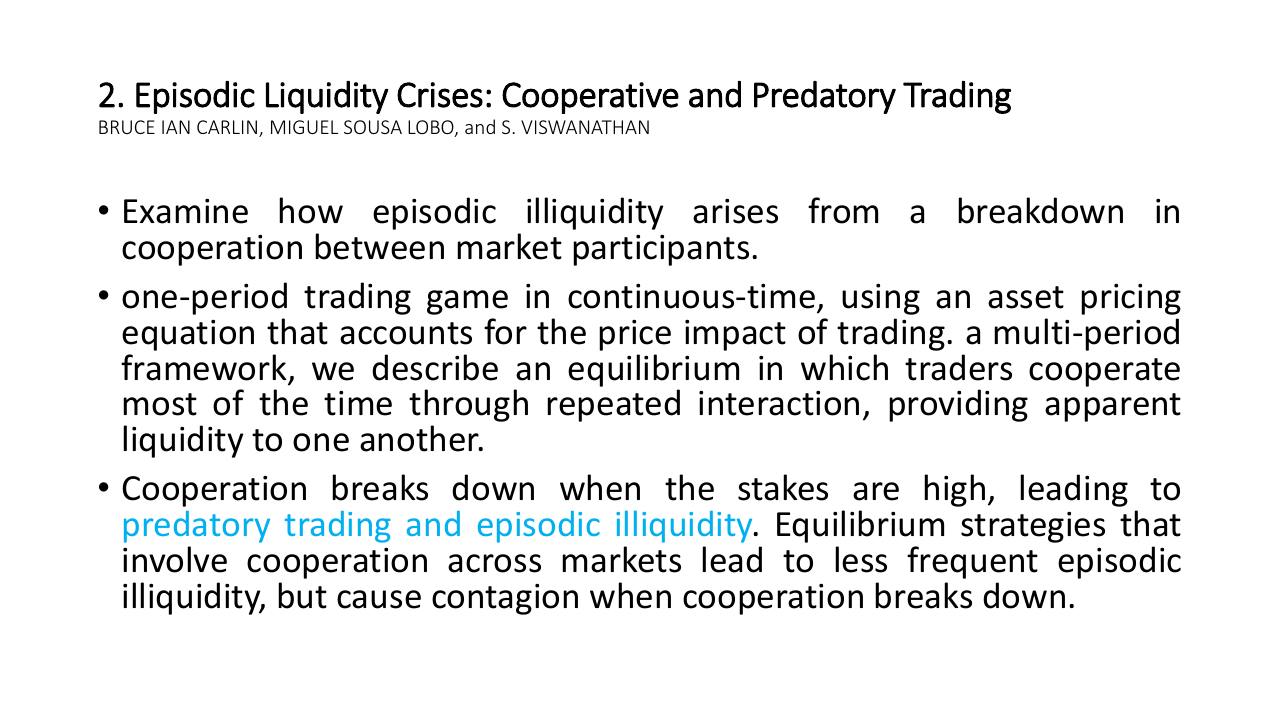 2. Episodic Liquidity Crises: Cooperative and Predatory Trading
BRUCE IAN CARLIN, MIGUEL SOUSA LOBO, and S. VISWANATHAN
• Examine how episodic illiquidity arises from a breakdown in
cooperation between market participants.
• one-period trading game in continuous-time, using an asset pricing
equation that accounts for the price impact of trading. a multi-period
framework, we describe an equilibrium in which traders cooperate
most of the time through repeated interaction, providing apparent
liquidity to one another.
• Cooperation breaks down when the stakes are high, leading to
predatory trading and episodic illiquidity. Equilibrium strategies that
involve cooperation across markets lead to less frequent episodic
illiquidity, but cause contagion when cooperation breaks down.